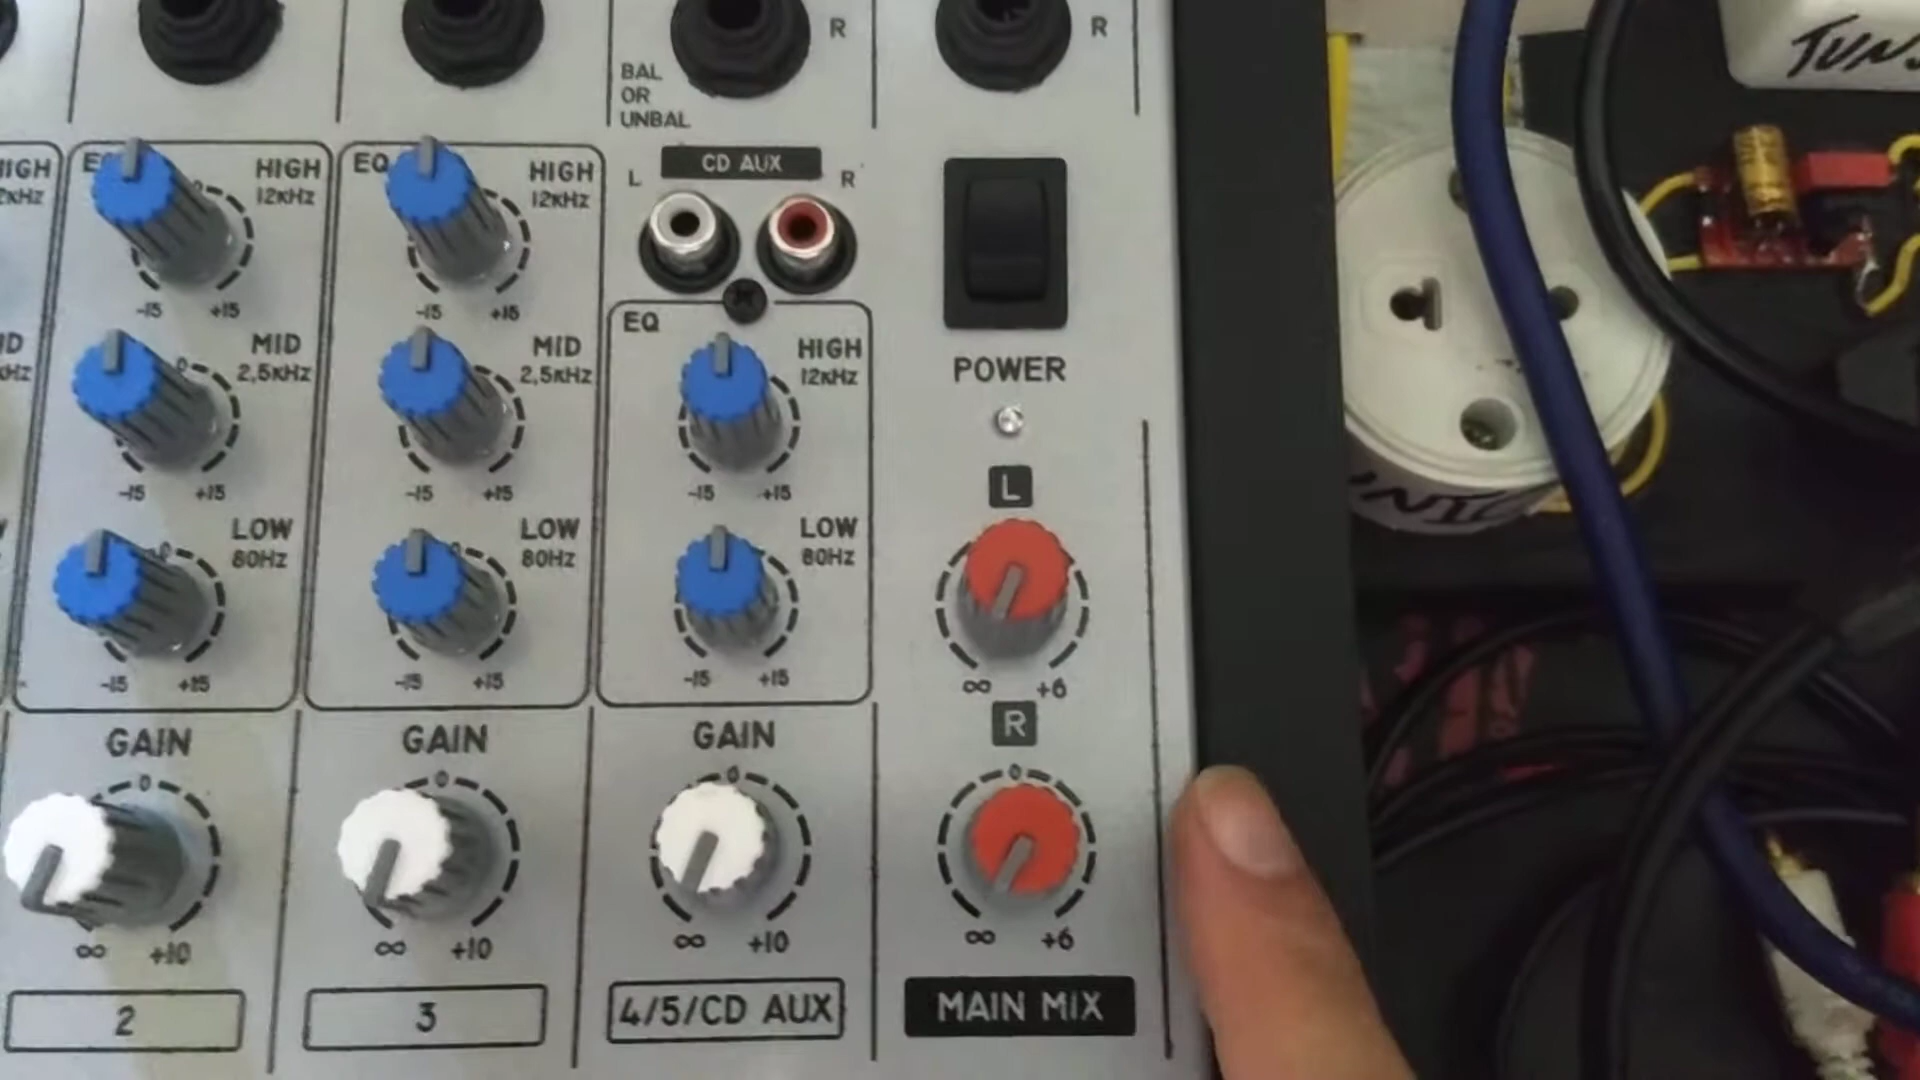 R
R
BAL
OR
UNBAL
L
CD AUX
R
EQ
HIGH
12KHz
-15
+15
MID
2,5KHz
-15
+15
LOW
80Hz
-15
+15
GAIN
0
∞
+10
2
EQ
HIGH
12KHz
-15
+15
MID
2,5KHz
-15
+15
LOW
80Hz
-15
+15
GAIN
0
∞
+10
3
EQ
HIGH
12KHz
-15
+15
LOW
80Hz
-15
+15
GAIN
0
∞
+10
4/5/CD AUX
POWER
L
∞
+6
R
0
∞
+6
MAIN MIX